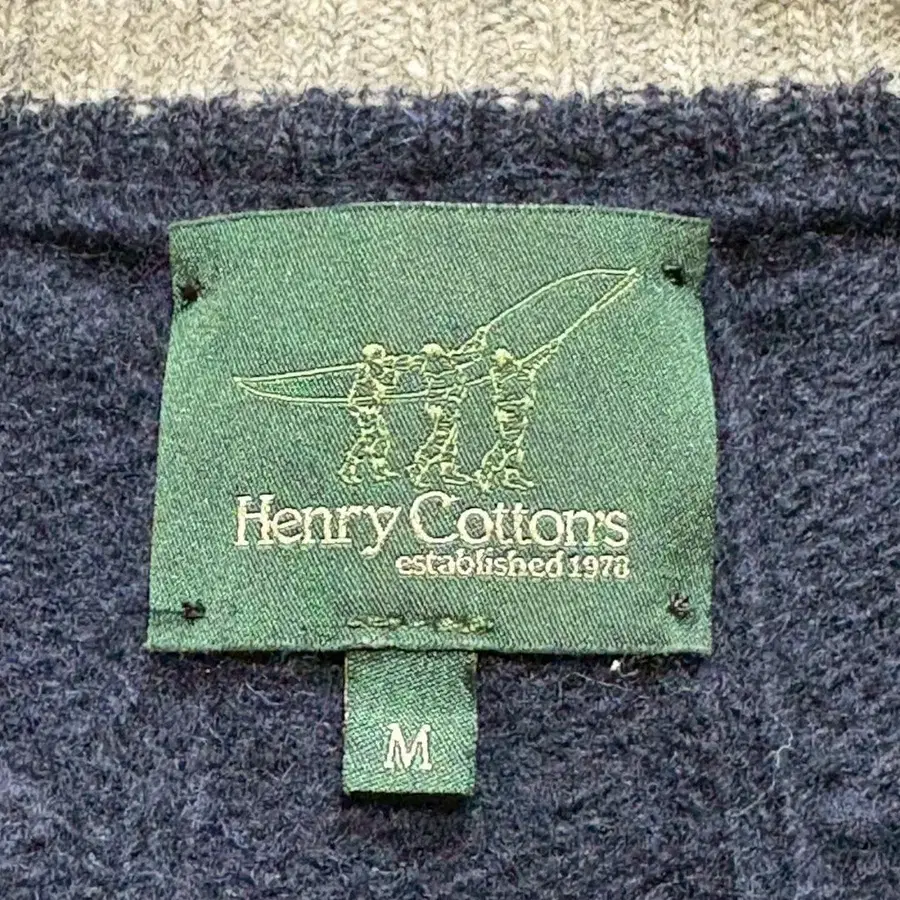 Henry Cotton's
established 1978
M